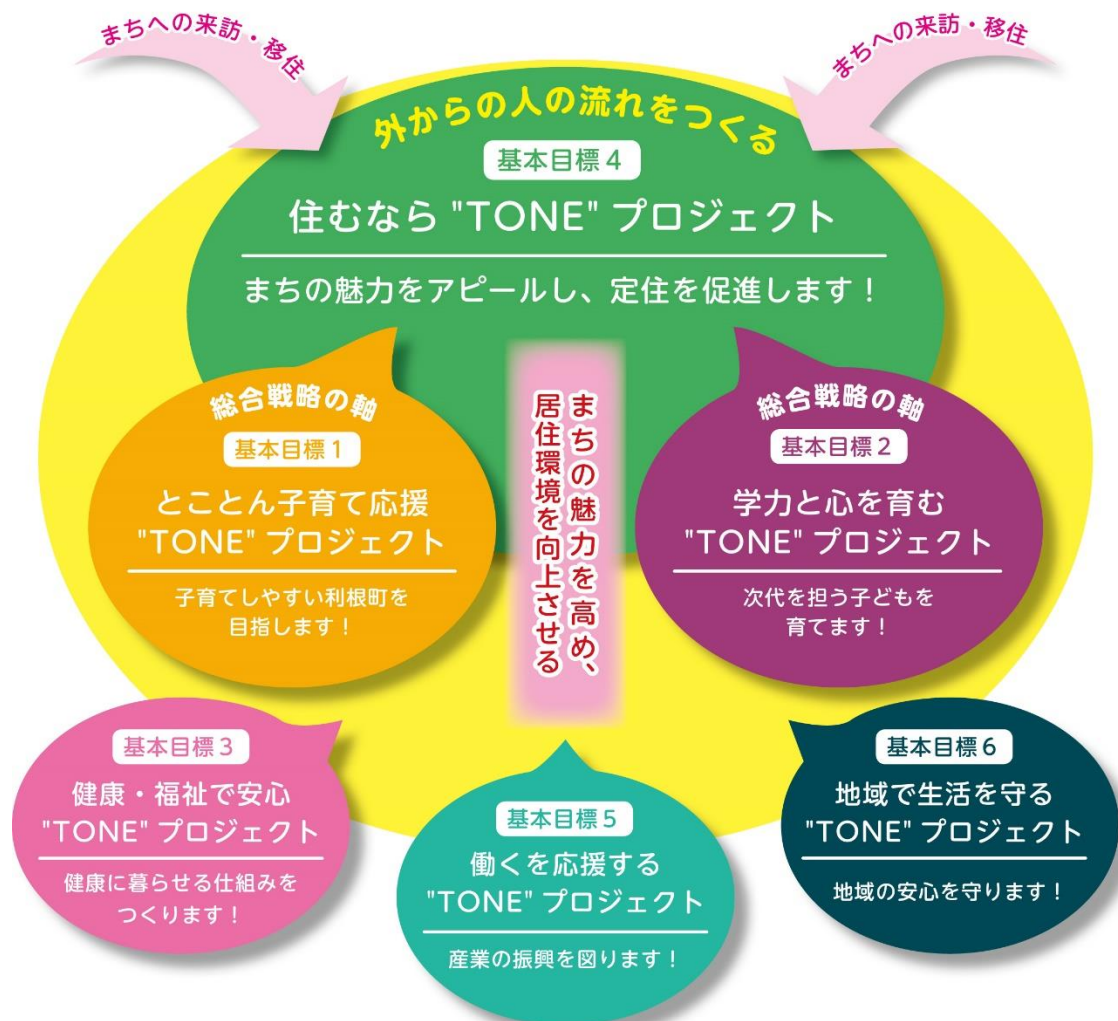 まちへの来訪・移住
まちへの来訪・移住
外からの人の流れをつくる
基本目標4
住むなら "TONE" プロジェクト
まちの魅力をアピールし、定住を促進します！
総合戦略の軸
基本目標1
とことん子育て応援
"TONE" プロジェクト
子育てしやすい利根町を
目指します！
まちの魅力を高め、
居住環境を向上させる
総合戦略の軸
基本目標2
学力と心を育む
"TONE" プロジェクト
次代を担う子どもを
育てます！
基本目標3
健康・福祉で安心
"TONE" プロジェクト
健康に暮らせる仕組みを
つくります！
基本目標5
働くを応援する
"TONE" プロジェクト
産業の振興を図ります！
基本目標6
地域で生活を守る
"TONE" プロジェクト
地域の安心を守ります！